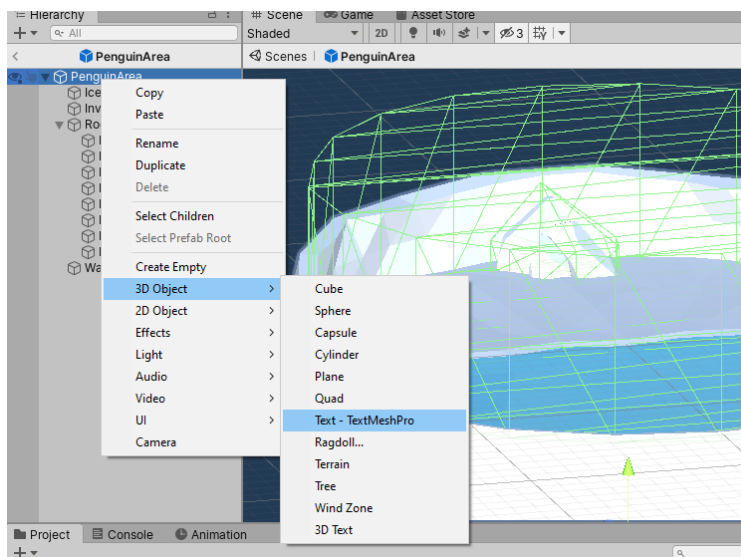 Hierarchy
# Scene
Game
Asset Store
All
Shaded
2D
3
PenguinArea
Scenes
PenguinArea
PenguinArea
Ice
Inv
Ro
Wa
Copy
Paste
Rename
Duplicate
Delete
Select Children
Select Prefab Root
Create Empty
3D Object
2D Object
Effects
Light
Audio
Video
UI
Camera
Cube
Sphere
Capsule
Cylinder
Plane
Quad
Text - TextMeshPro
Ragdoll...
Terrain
Tree
Wind Zone
3D Text
Project
Console
Animation